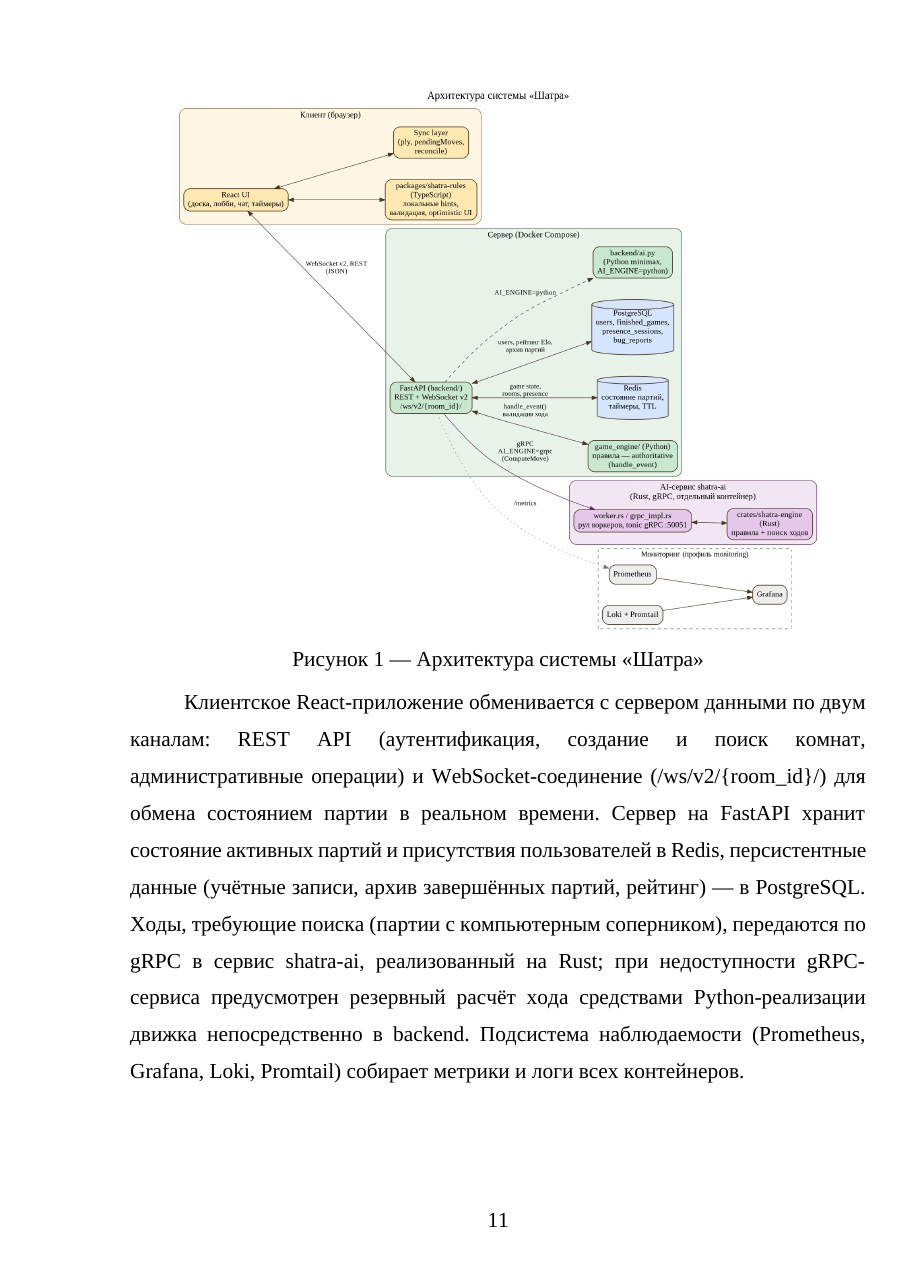 Архитектура системы «Шатра»
Клиент (браузер)
Sync layer
(ply, pendingMoves,
reconcile)
React UI
(доска, лобби, чат, таймеры)
packages/shatra-rules
(TypeScript)
локальные hints,
валидация, optimistic UI
WebSocket v2, REST
(JSON)
Сервер (Docker Compose)
backend/ai.py
(Python minimax,
AI_ENGINE=python)
AI_ENGINE=python
PostgreSQL
users, finished_games,
presence_sessions,
bug_reports
users, рейтинг Elo,
архив партий
FastAPI (backend/)
REST + WebSocket v2
/ws/v2/{room_id}/
game state,
rooms, presence
Redis
состояние партий,
таймеры, TTL
handle_event()
валидация хода
game_engine/ (Python)
правила — authoritative
(handle_event)
gRPC
AI_ENGINE=grpc
(ComputeMove)
/metrics
AI-сервис shatra-ai
(Rust, gRPC, отдельный контейнер)
worker.rs / grpc_impl.rs
pул воркеров, tonic gRPC :50051
crates/shatra-engine
(Rust)
правила + поиск ходов
Мониторинг (профиль monitoring)
Prometheus
Grafana
Loki + Promtail
Рисунок 1 — Архитектура системы «Шатра»
Клиентское React-приложение обменивается с сервером данными по двум
каналам: REST API (аутентификация, создание и поиск комнат,
административные операции) и WebSocket-соединение (/ws/v2/{room_id}/) для
обмена состоянием партии в реальном времени. Сервер на FastAPI хранит
состояние активных партий и присутствия пользователей в Redis, персистентные
данные (учётные записи, архив завершённых партий, рейтинг) — в PostgreSQL.
Ходы, требующие поиска (партии с компьютерным соперником), передаются по
gRPC в сервис shatra-ai, реализованный на Rust; при недоступности gRPC-
сервиса предусмотрен резервный расчёт хода средствами Python-реализации
движка непосредственно в backend. Подсистема наблюдаемости (Prometheus,
Grafana, Loki, Promtail) собирает метрики и логи всех контейнеров.
11